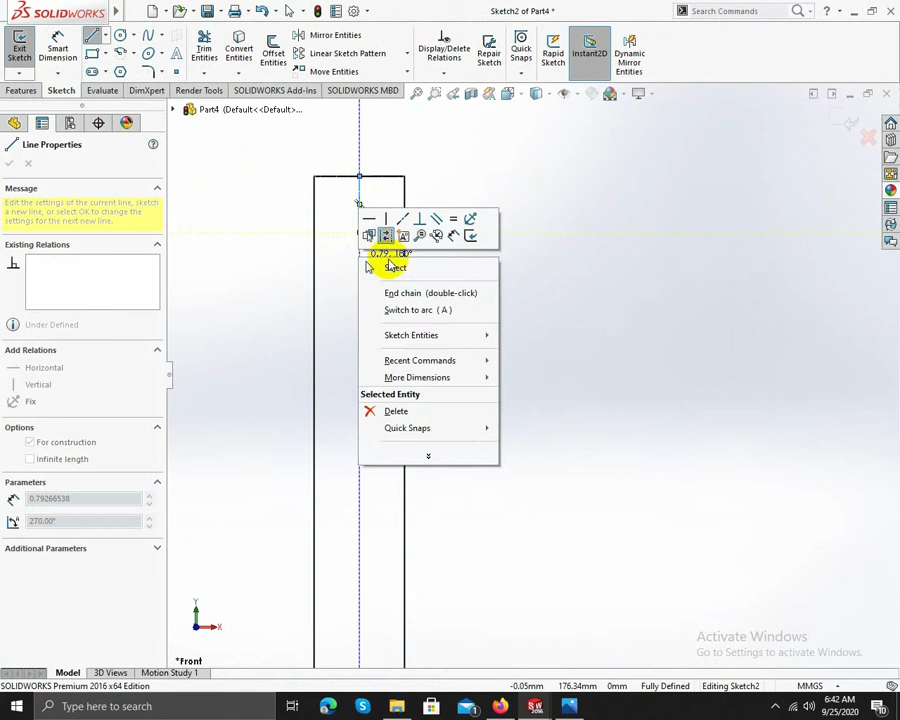 SOLIDWORKS
Sketch2 of Part4 *
Search Commands
Exit Sketch
Smart Dimension
Trim Entities
Convert Entities
Offset Entities
Mirror Entities
Linear Sketch Pattern
Move Entities
Display/Delete Relations
Repair Sketch
Quick Snaps
Rapid Sketch
Instant2D
Dynamic Mirror Entities
Features
Sketch
Evaluate
DimXpert
Render Tools
SOLIDWORKS Add-Ins
SOLIDWORKS MBD
Part4 (Default<<Default>...
Line Properties
Message
Edit the settings of the current line, sketch
a new line, or select OK to change the
settings for the next new line.
Existing Relations
Under Defined
Add Relations
Horizontal
Vertical
Fix
Options
For construction
Infinite length
Parameters
0.79266538
270.00°
Additional Parameters
0.79, 180°
Select
End chain (double-click)
Switch to arc ( A )
Sketch Entities
Recent Commands
More Dimensions
Selected Entity
Delete
Quick Snaps
Y
X
*Front
Activate Windows
Go to Settings to activate Windows.
Model
3D Views
Motion Study 1
SOLIDWORKS Premium 2016 x64 Edition
-0.05mm
176.34mm
0mm
Fully Defined
Editing Sketch2
MMGS
Type here to search
6:42 AM
9/25/2020